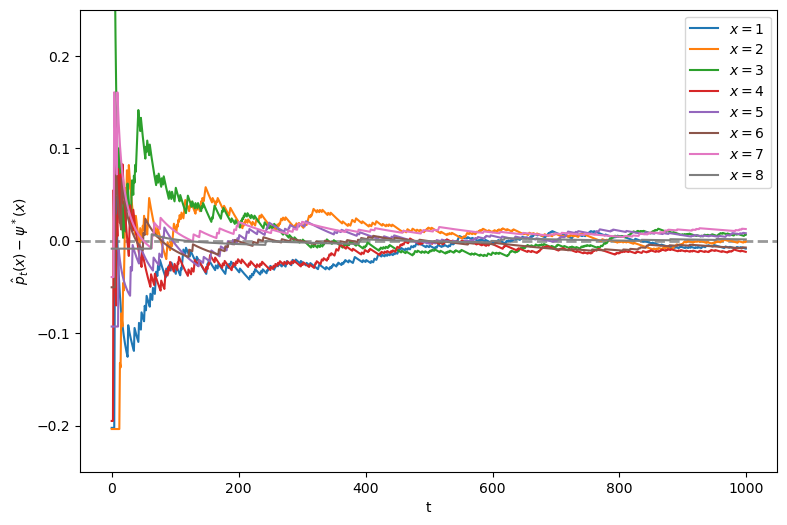 0.2
0.1
0.0
−0.1
−0.2
p̂ₜ(x) − ψ*(x)
0
200
400
600
800
1000
t
x = 1
x = 2
x = 3
x = 4
x = 5
x = 6
x = 7
x = 8